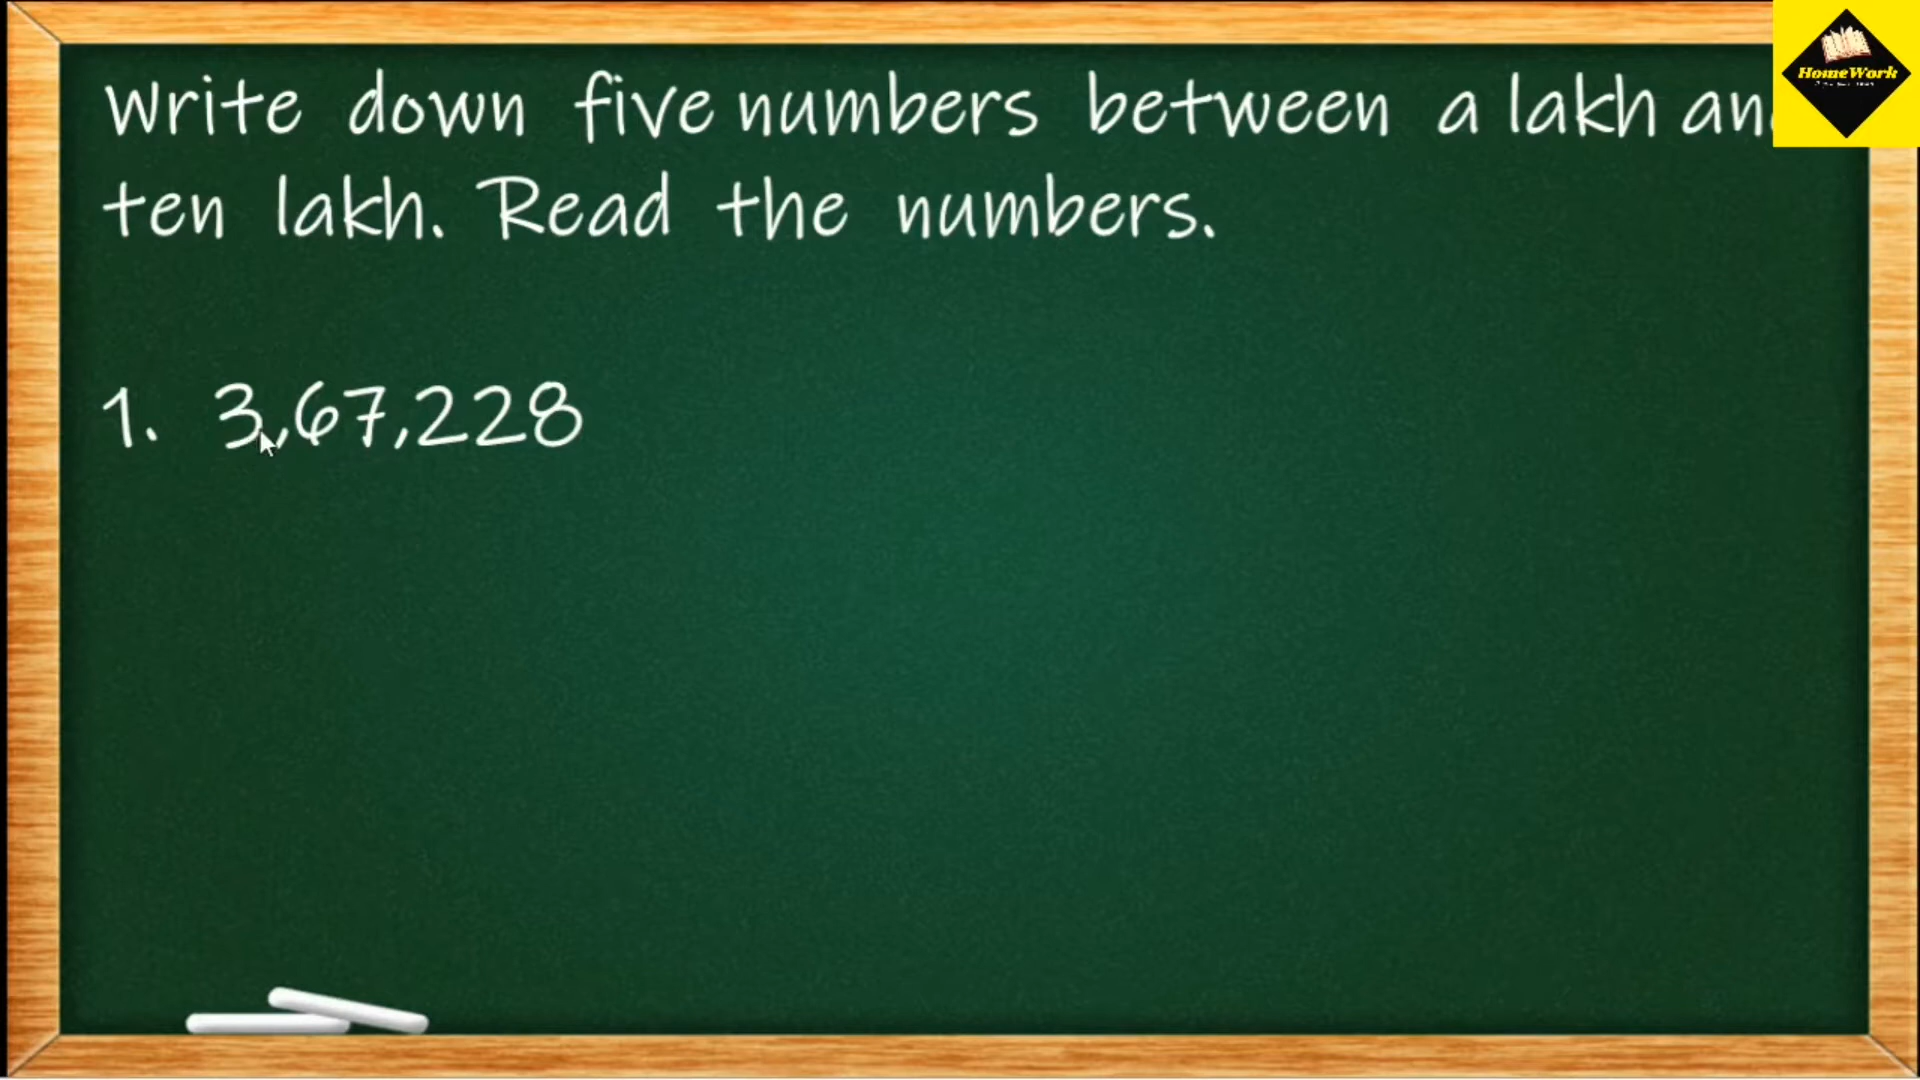 Write down five numbers between a lakh an
ten lakh. Read the numbers.
1. 3,67,228
HomeWork